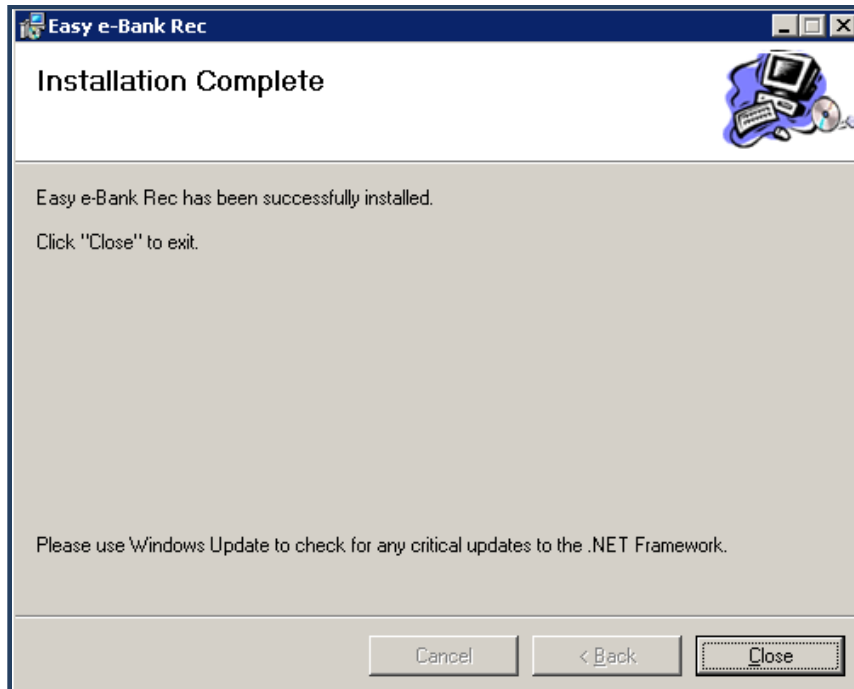 Easy e-Bank Rec
Installation Complete
Easy e-Bank Rec has been successfully installed.
Click "Close" to exit.
Please use Windows Update to check for any critical updates to the .NET Framework.
Cancel
< Back
Close